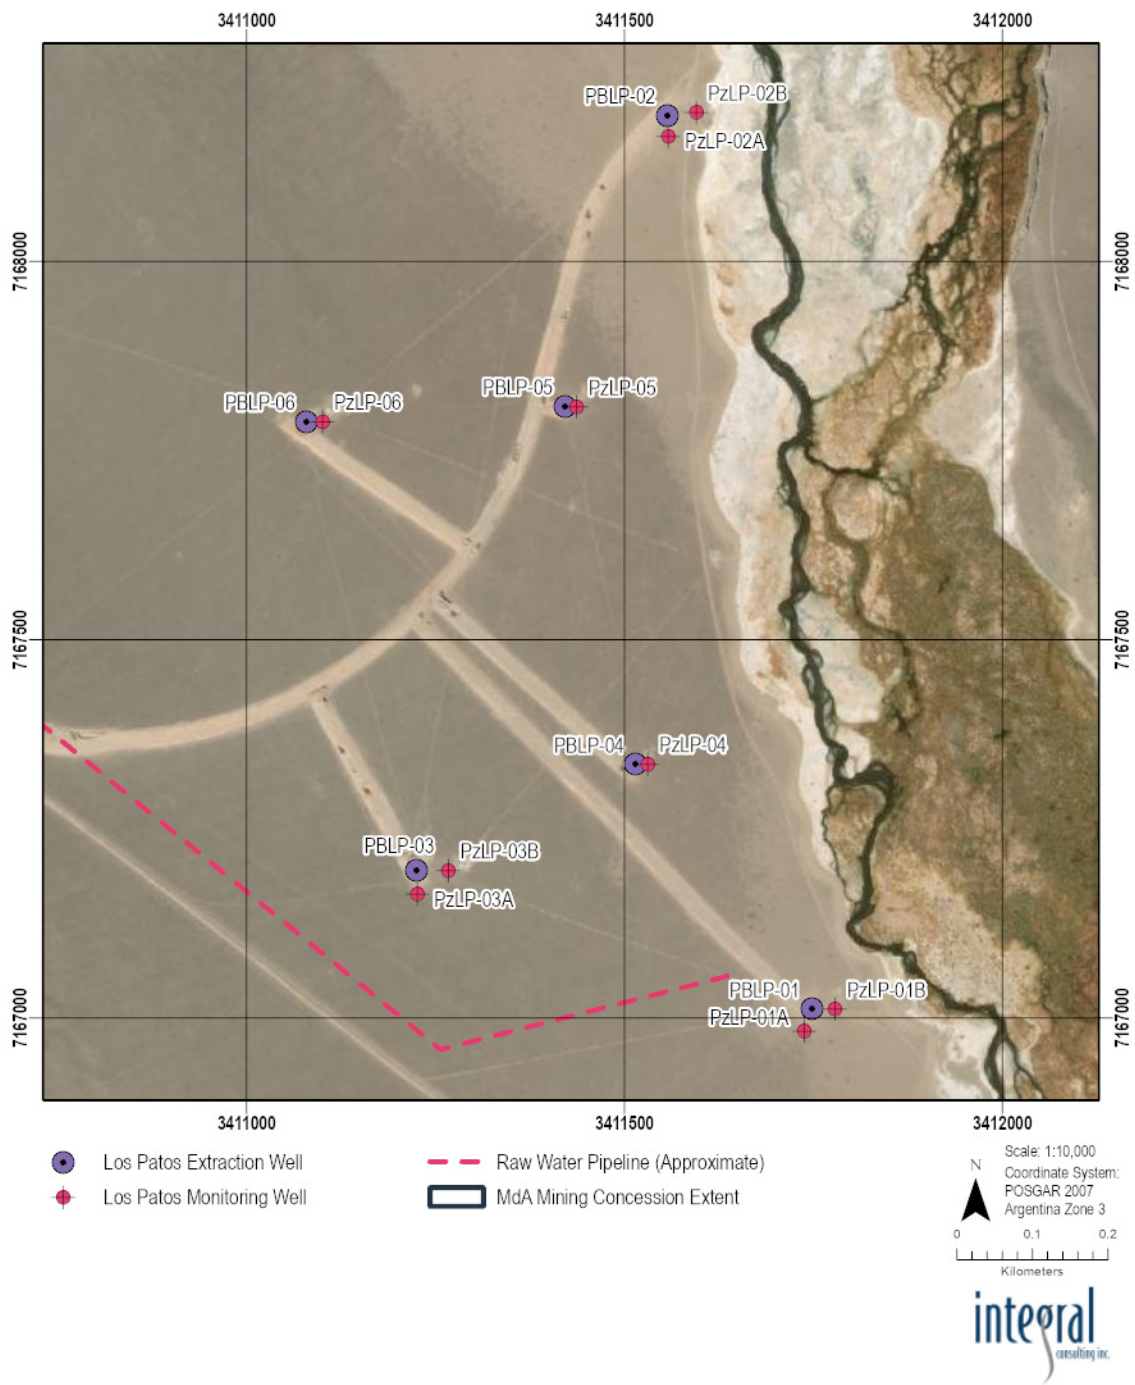 3411000 3411500 3412000
PBLP-02 PzLP-02B
PzLP-02A
7168000 7168000
PBLP-05 PzLP-05
PBLP-06 PzLP-06
7167500 7167500
PBLP-04 PzLP-04
PBLP-03 PzLP-03B
PzLP-03A
PBLP-01 PzLP-01B
PzLP-01A
7167000 7167000
3411000 3411500 3412000
Los Patos Extraction Well
Los Patos Monitoring Well
Raw Water Pipeline (Approximate)
MdA Mining Concession Extent
Scale: 1:10,000
Coordinate System:
POSGAR 2007
Argentina Zone 3
N
0 0.1 0.2
Kilometers
integral
consulting inc.